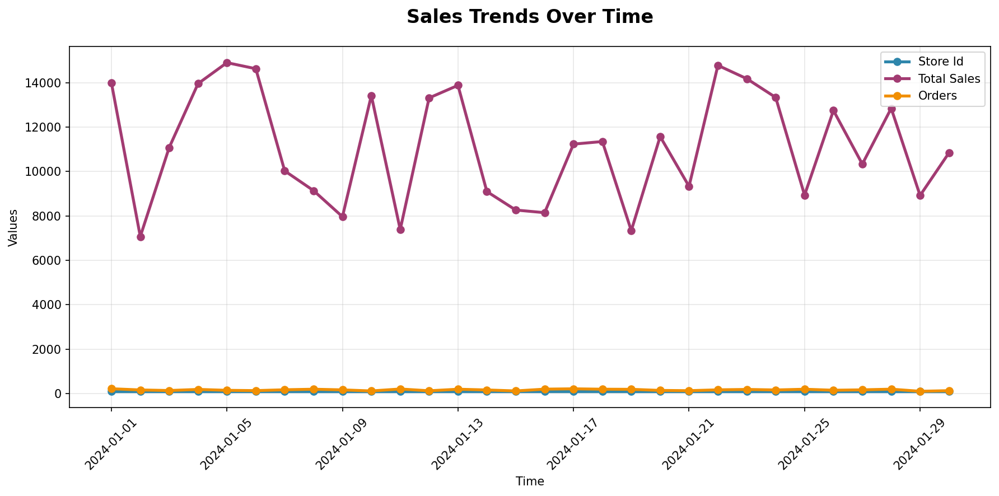 Sales Trends Over Time
Store Id
Total Sales
Orders
Values
14000
12000
10000
8000
6000
4000
2000
0
2024-01-01
2024-01-05
2024-01-09
2024-01-13
2024-01-17
2024-01-21
2024-01-25
2024-01-29
Time